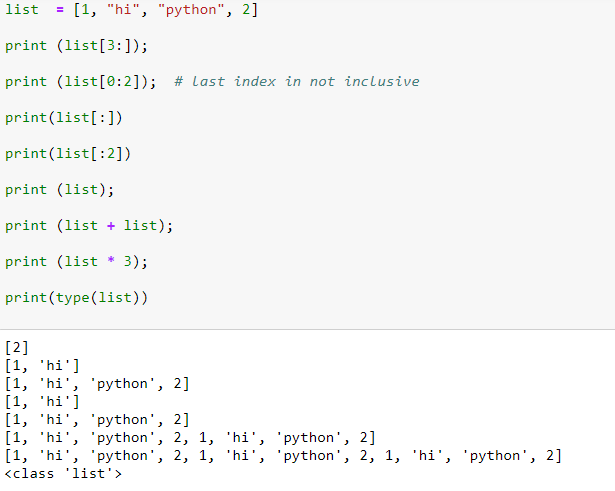 list  = [1, "hi", "python", 2]
print (list[3:]);
print (list[0:2]);  # last index in not inclusive
print(list[:])
print(list[:2])
print (list);
print (list + list);
print (list * 3);
print(type(list))
[2]
[1, 'hi']
[1, 'hi', 'python', 2]
[1, 'hi']
[1, 'hi', 'python', 2]
[1, 'hi', 'python', 2, 1, 'hi', 'python', 2]
[1, 'hi', 'python', 2, 1, 'hi', 'python', 2, 1, 'hi', 'python', 2]
<class 'list'>